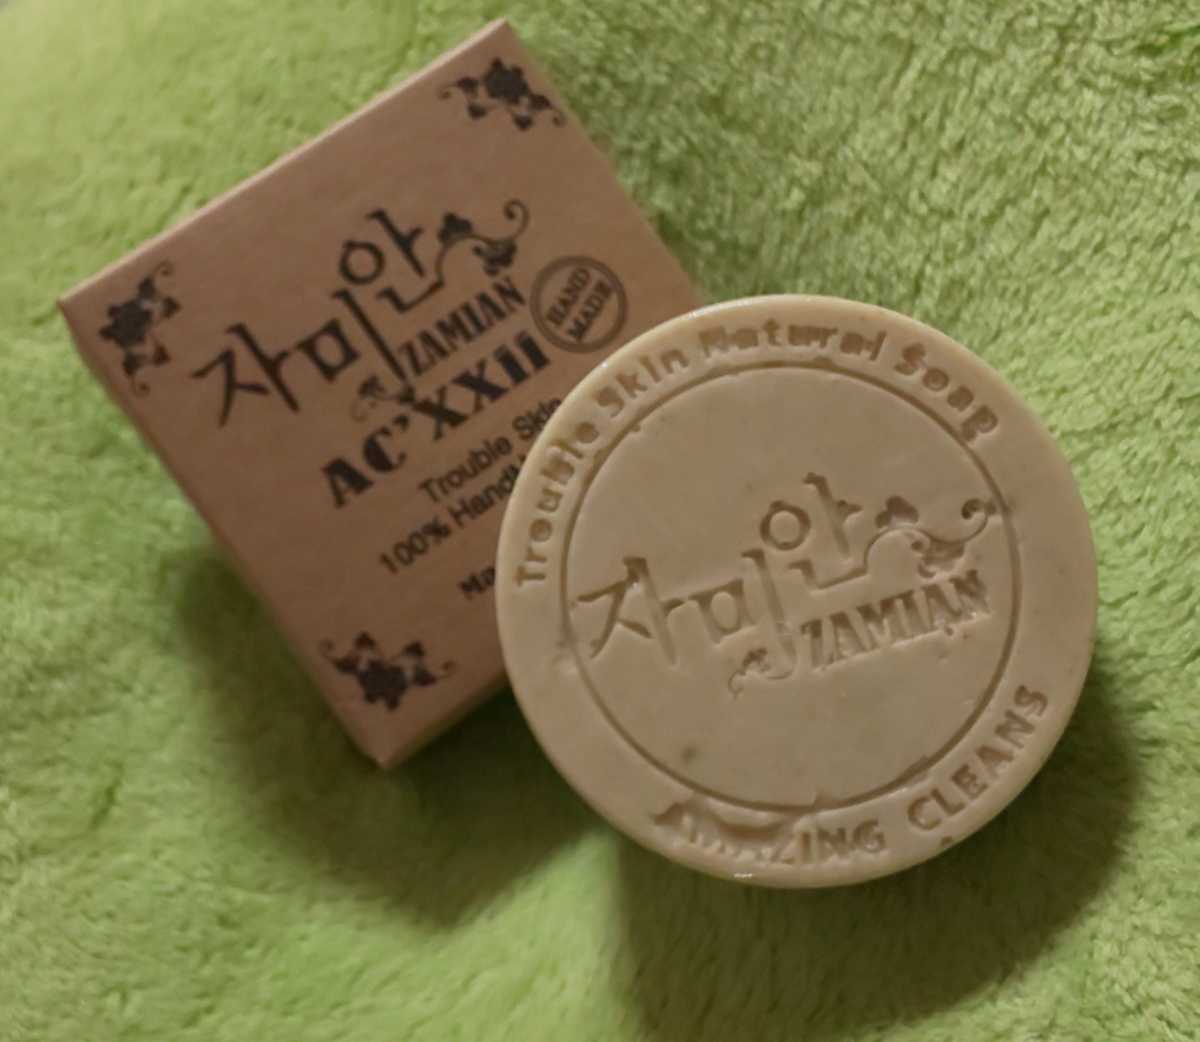 자미안
ZAMIAN
HAND
MADE
AC'XXII
Trouble Skin
100%
Trouble Skin Natural Soap
자미안
ZAMIAN
AMAZING CLEANS